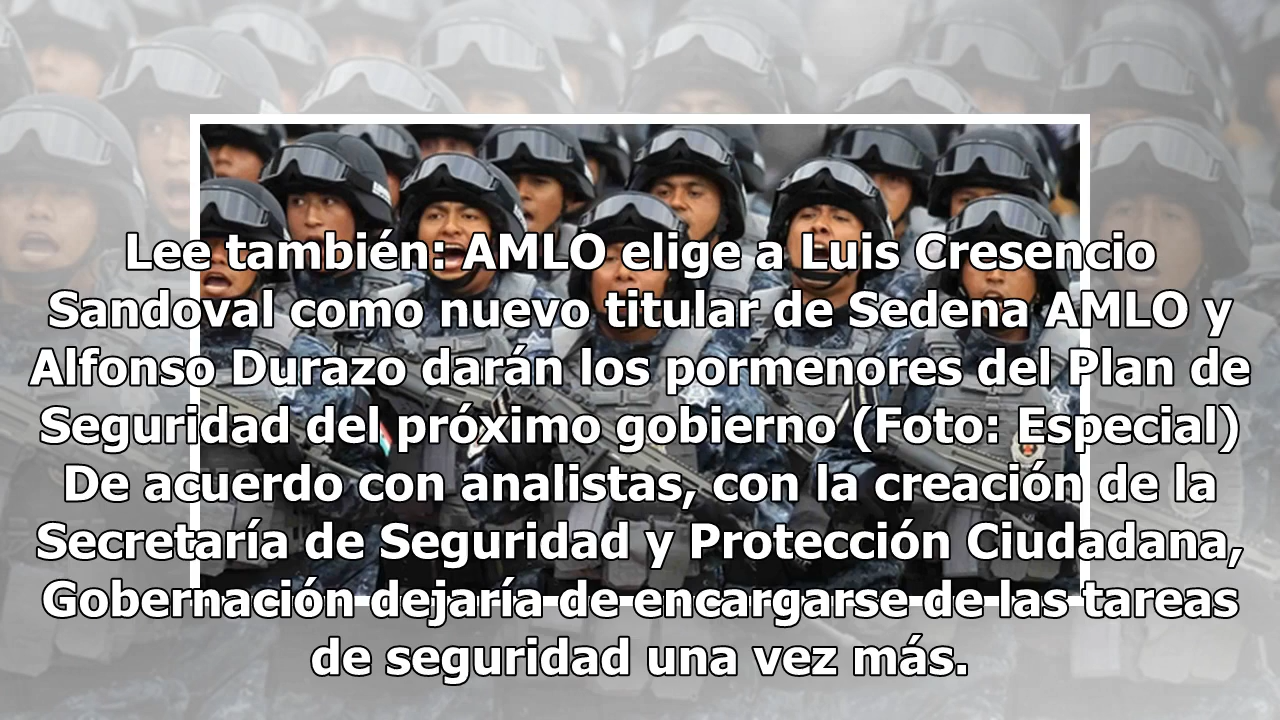 Lee también: AMLO elige a Luis Cresencio
Sandoval como nuevo titular de Sedena AMLO y
Alfonso Durazo darán los pormenores del Plan de
Seguridad del próximo gobierno (Foto: Especial)
De acuerdo con analistas, con la creación de la
Secretaría de Seguridad y Protección Ciudadana,
Gobernación dejaría de encargarse de las tareas
de seguridad una vez más.